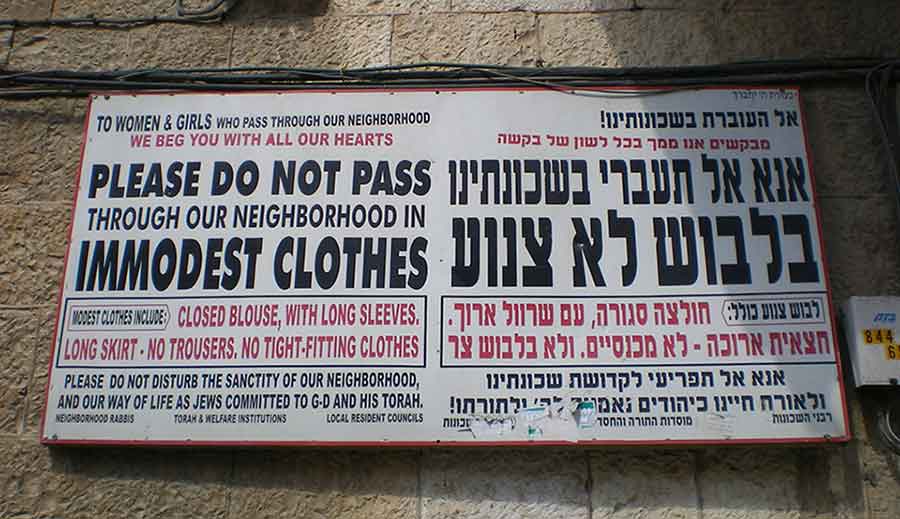 TO WOMEN & GIRLS WHO PASS THROUGH OUR NEIGHBORHOOD
WE BEG YOU WITH ALL OUR HEARTS
PLEASE DO NOT PASS
THROUGH OUR NEIGHBORHOOD IN
IMMODEST CLOTHES
MODEST CLOTHES INCLUDE: CLOSED BLOUSE, WITH LONG SLEEVES.
LONG SKIRT - NO TROUSERS. NO TIGHT-FITTING CLOTHES
PLEASE DO NOT DISTURB THE SANCTITY OF OUR NEIGHBORHOOD,
AND OUR WAY OF LIFE AS JEWS COMMITTED TO G-D AND HIS TORAH.
NEIGHBORHOOD RABBIS TORAH & WELFARE INSTITUTIONS LOCAL RESIDENT COUNCILS
בעזרת ה' יתברך
אל העוברת בשכונותינו!
מבקשים אנו ממך בכל לשון של בקשה
אנא אל תעברי בשכונתינו
בלבוש לא צנוע
לבוש צנוע כולל: חולצה סגורה, עם שרוול ארוך.
חצאית ארוכה - לא מכנסיים. ולא בלבוש צר
אנא אל תפריעי לקדושת שכונתינו
ולאורח חיינו כיהודים ולתורתו!
רבני השכונות מוסדות התורה והחסד שכונות
844